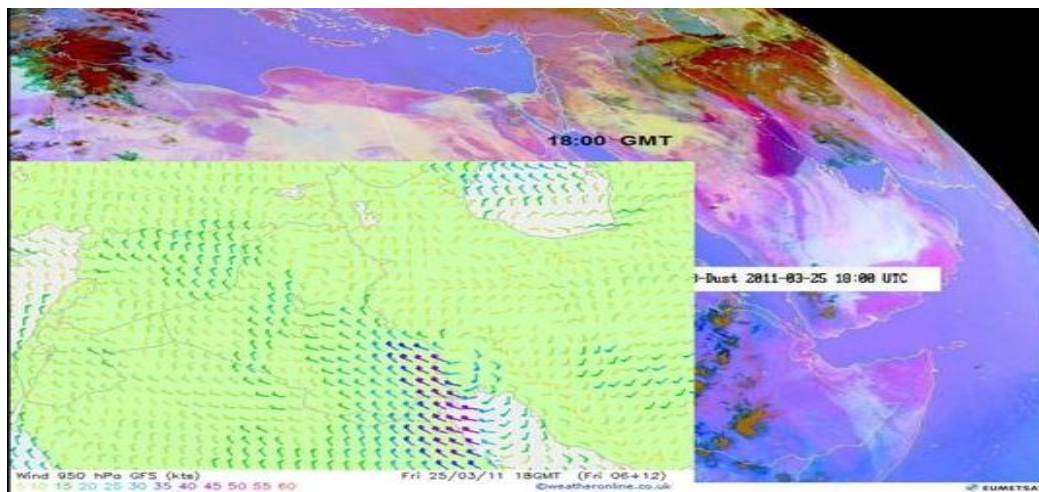 18:00 GMT
B-Dust 2011-03-25 18:00 UTC
Wind 950 hPa GFS (kts) Fri 25/03/11 18GMT (Fri 06+12)
5 10 15 20 25 30 35 40 45 50 55 60 ©weatheronline.co.uk
EUMETSAT